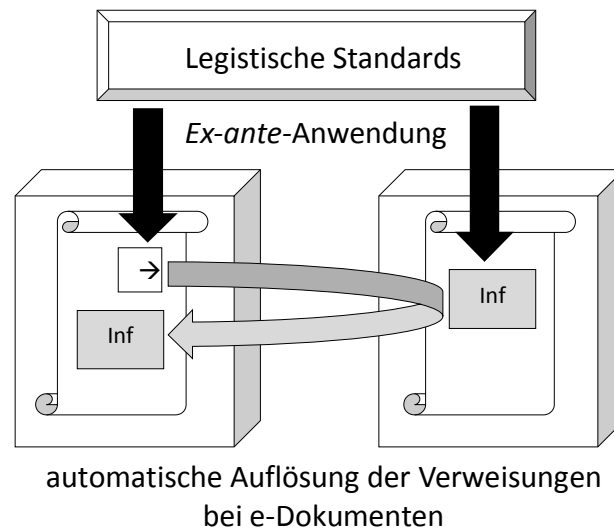 Legistische Standards
Ex-ante-Anwendung
→
Inf
Inf
automatische Auflösung der Verweisungen
bei e-Dokumenten